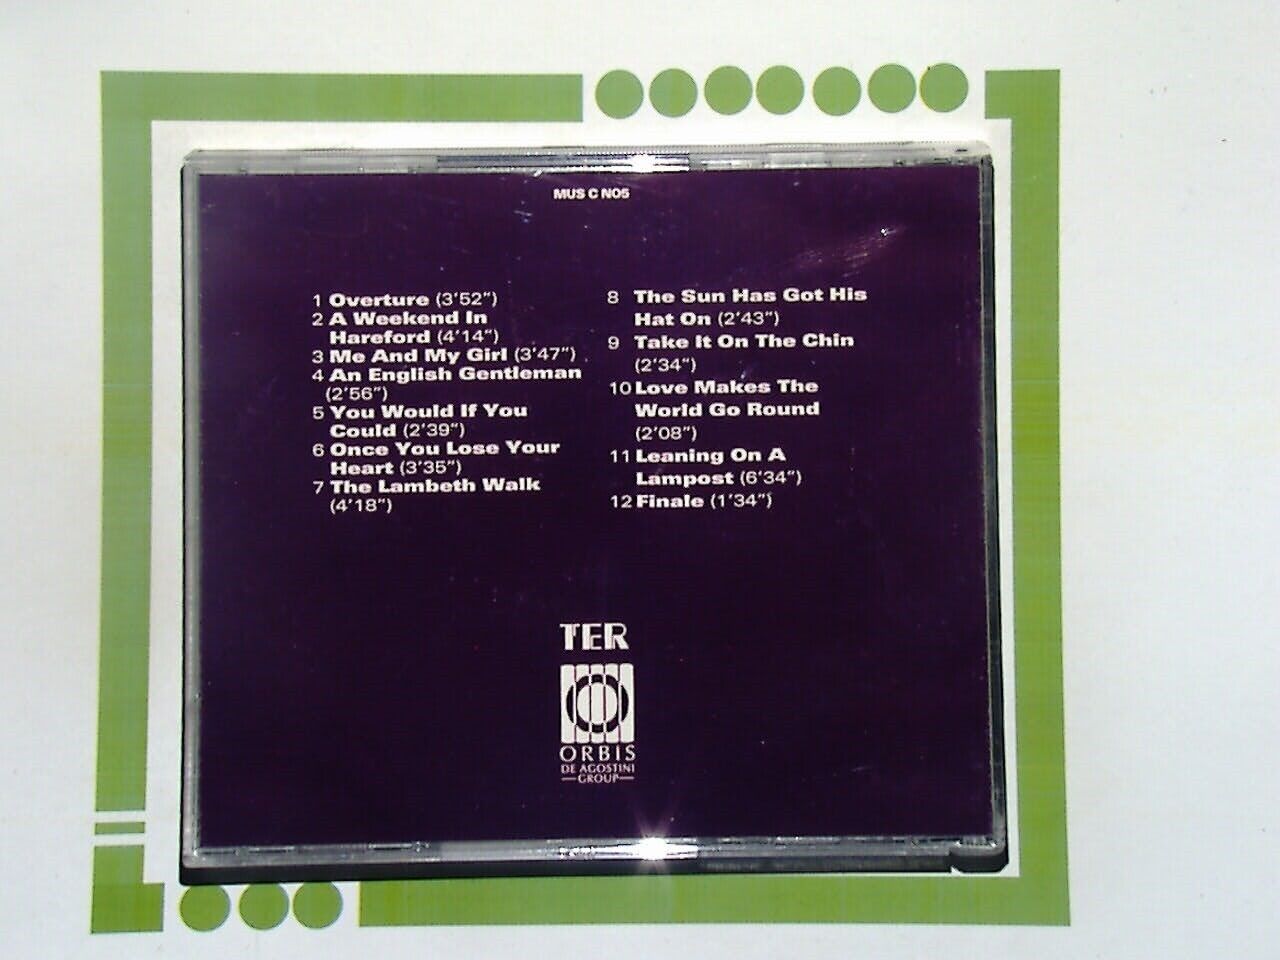 MUS C NO5
1 Overture (3'52")
2 A Weekend In
Hareford (4'14")
3 Me And My Girl (3'47")
4 An English Gentleman
(2'56")
5 You Would If You
Could (2'39")
6 Once You Lose Your
Heart (3'35")
7 The Lambeth Walk
(4'18")
8 The Sun Has Got His
Hat On (2'43")
9 Take It On The Chin
(2'34")
10 Love Makes The
World Go Round
(2'08")
11 Leaning On A
Lampost (6'34")
12 Finale (1'34")
TER
ORBIS
DE AGOSTINI
GROUP